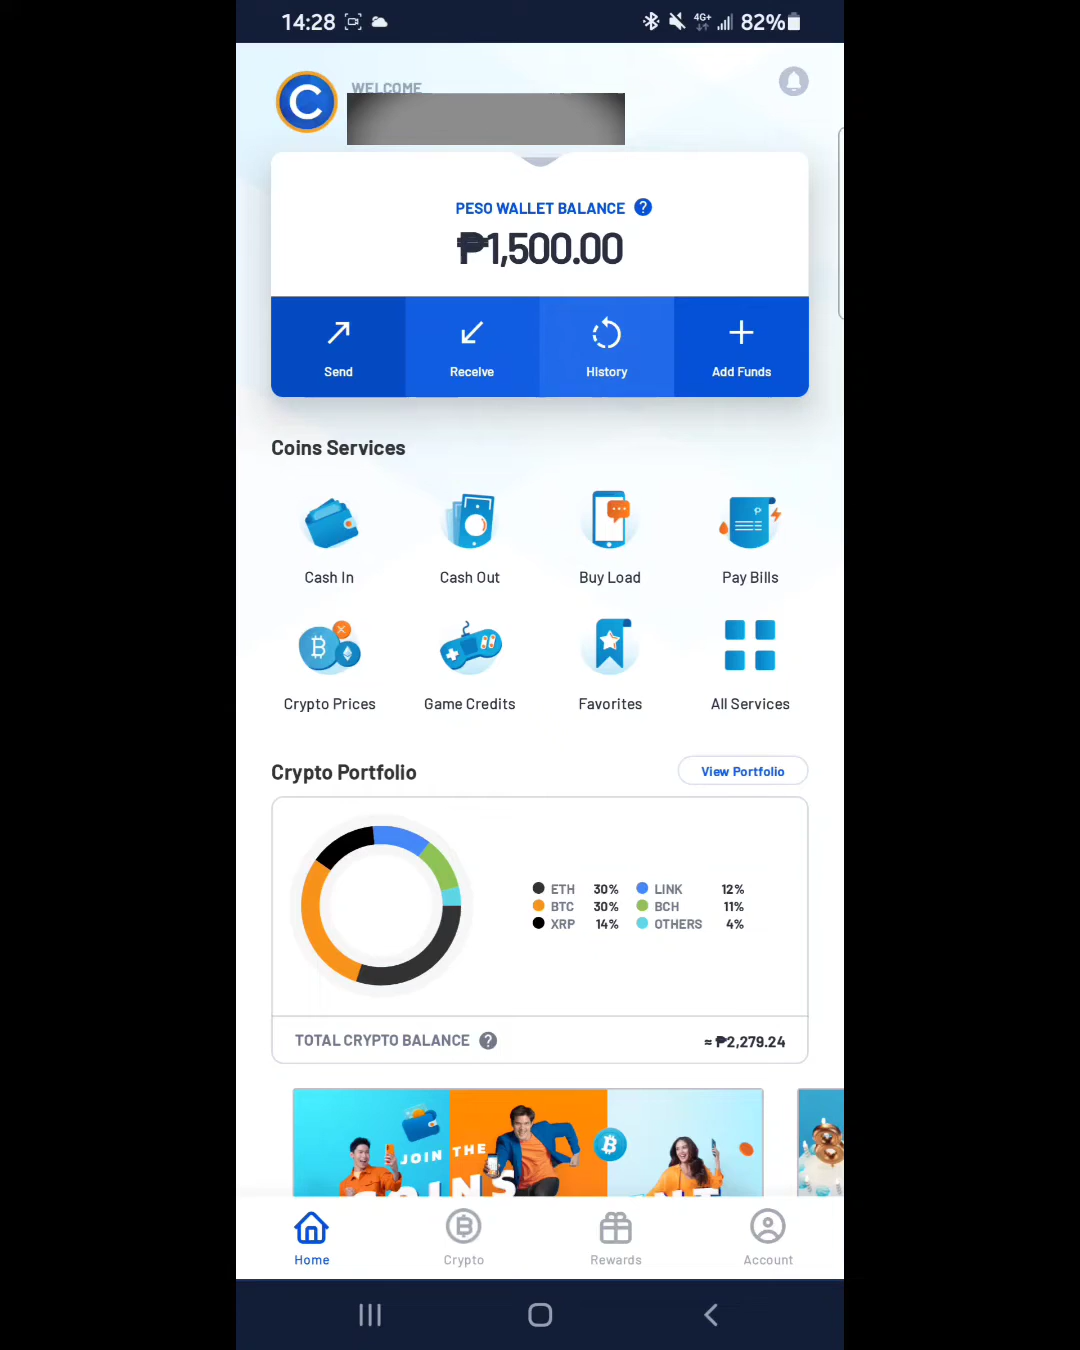 14:28 4G+ 82%
C WELCOME
PESO WALLET BALANCE ?
₱1,500.00
Send Receive History Add Funds
Coins Services
Cash In Cash Out Buy Load Pay Bills
Crypto Prices Game Credits Favorites All Services
Crypto Portfolio View Portfolio
ETH 30% LINK 12%
BTC 30% BCH 11%
XRP 14% OTHERS 4%
TOTAL CRYPTO BALANCE ? ≈ ₱2,279.24
JOIN THE
Home Crypto Rewards Account